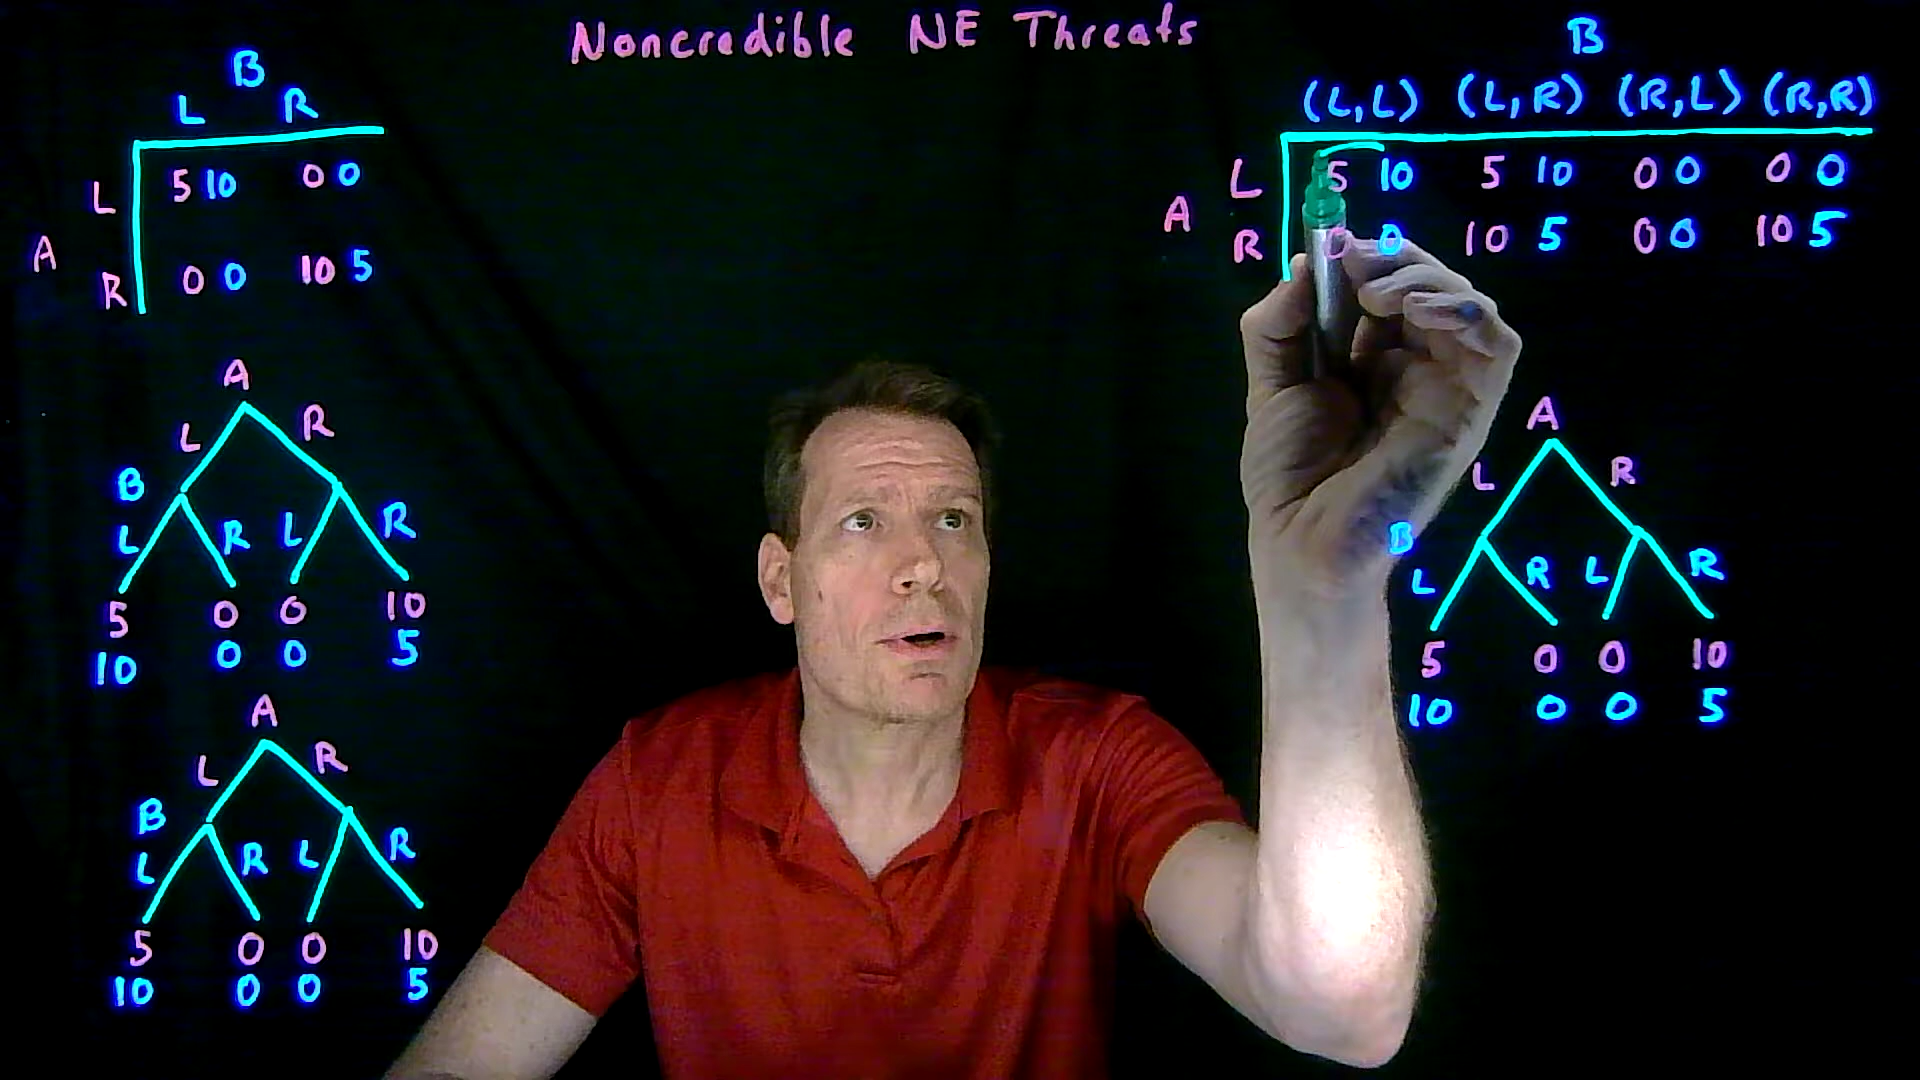 Noncredible NE Threats
B
L R
A
L 5 10 0 0
R 0 0 10 5
A
L R
B
L R L R
5 0 0 10
10 0 0 5
A
L R
B
L R L R
5 0 0 10
10 0 0 5
B
(L,L) (L,R) (R,L) (R,R)
A
L 5 10 5 10 0 0 0 0
R 0 0 10 5 0 0 10 5
A
L R
B
L R L R
5 0 0 10
10 0 0 5